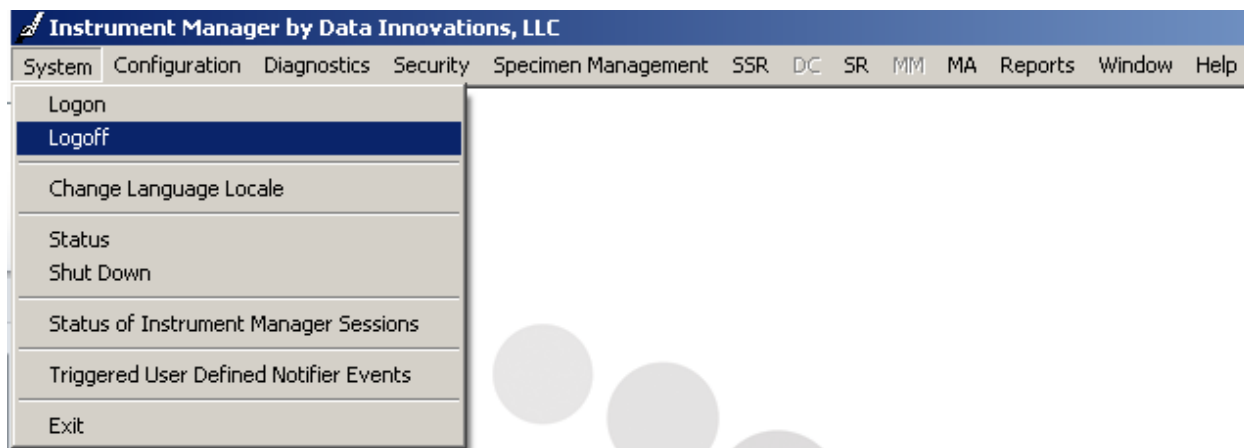 Instrument Manager by Data Innovations, LLC
System Configuration Diagnostics Security Specimen Management SSR DC SR MM MA Reports Window Help
Logon
Logoff
Change Language Locale
Status
Shut Down
Status of Instrument Manager Sessions
Triggered User Defined Notifier Events
Exit